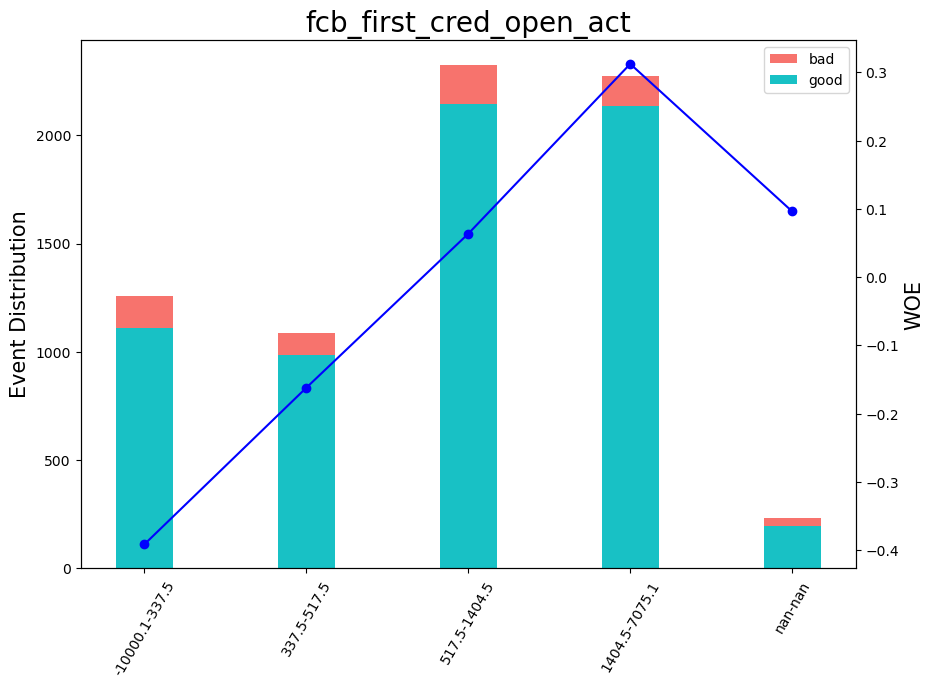 fcb_first_cred_open_act
bad
good
Event Distribution
2000
1500
1000
500
0
0.3
0.2
0.1
0.0
−0.1
−0.2
−0.3
−0.4
WOE
-10000.1-337.5
337.5-517.5
517.5-1404.5
1404.5-7075.1
nan-nan